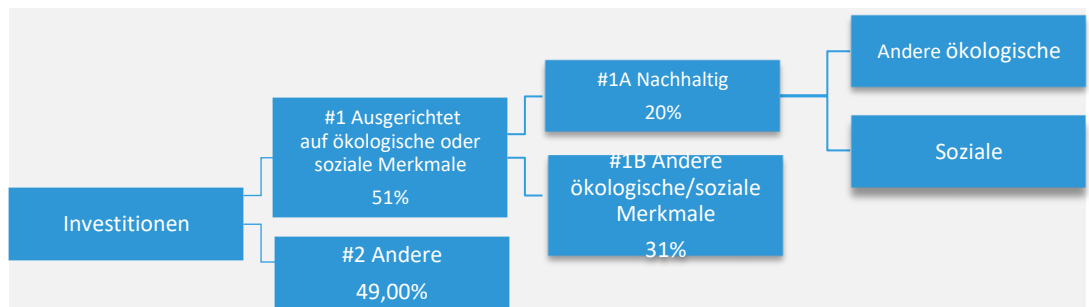 Investitionen
#1 Ausgerichtet
auf ökologische oder
soziale Merkmale
51%
#2 Andere
49,00%
#1A Nachhaltig
20%
#1B Andere
ökologische/soziale
Merkmale
31%
Andere ökologische
Soziale